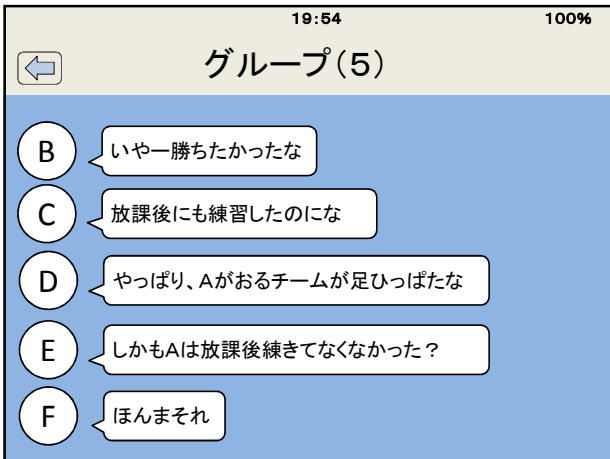 19:54 100%
グループ(5)
B いやー勝ちたかったな
C 放課後にも練習したのにな
D やっぱり、Aがおるチームが足ひっぱたな
E しかもAは放課後練きてなくなかった？
F ほんまそれ